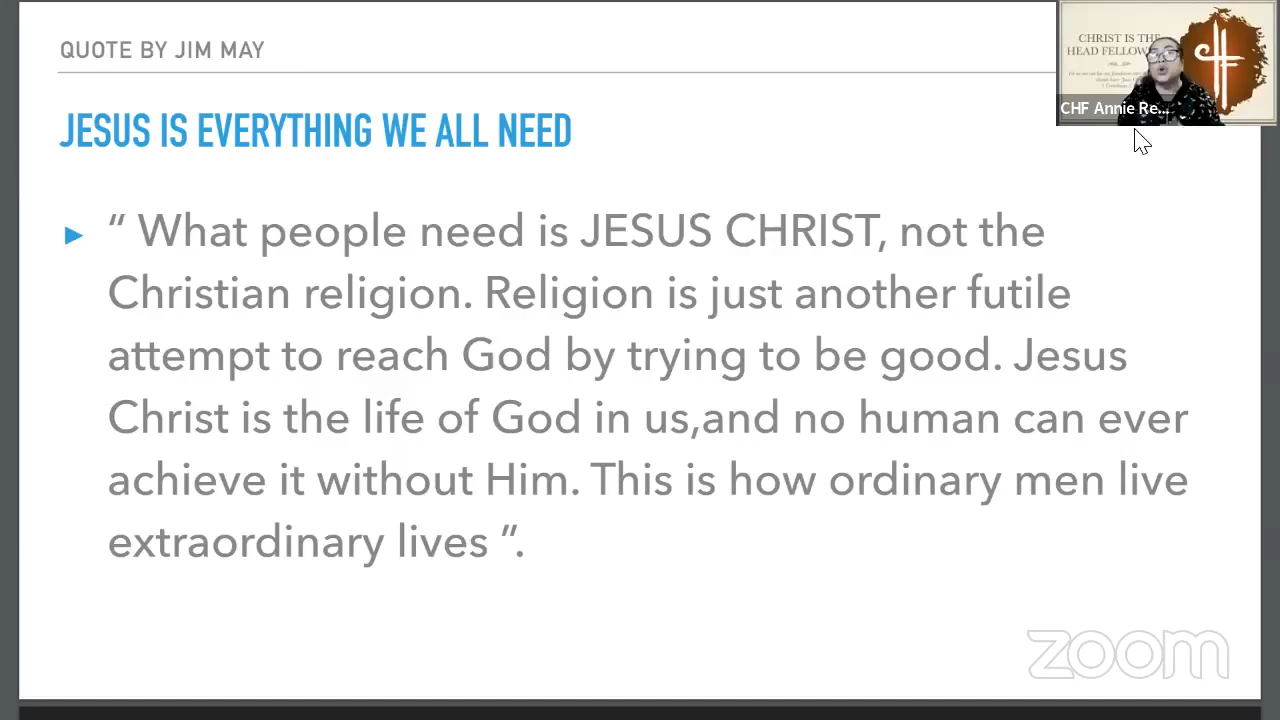 QUOTE BY JIM MAY
CHRIST IS THE
HEAD
CHF Annie Re...
JESUS IS EVERYTHING WE ALL NEED
“ What people need is JESUS CHRIST, not the
Christian religion. Religion is just another futile
attempt to reach God by trying to be good. Jesus
Christ is the life of God in us,and no human can ever
achieve it without Him. This is how ordinary men live
extraordinary lives ”.
zoom